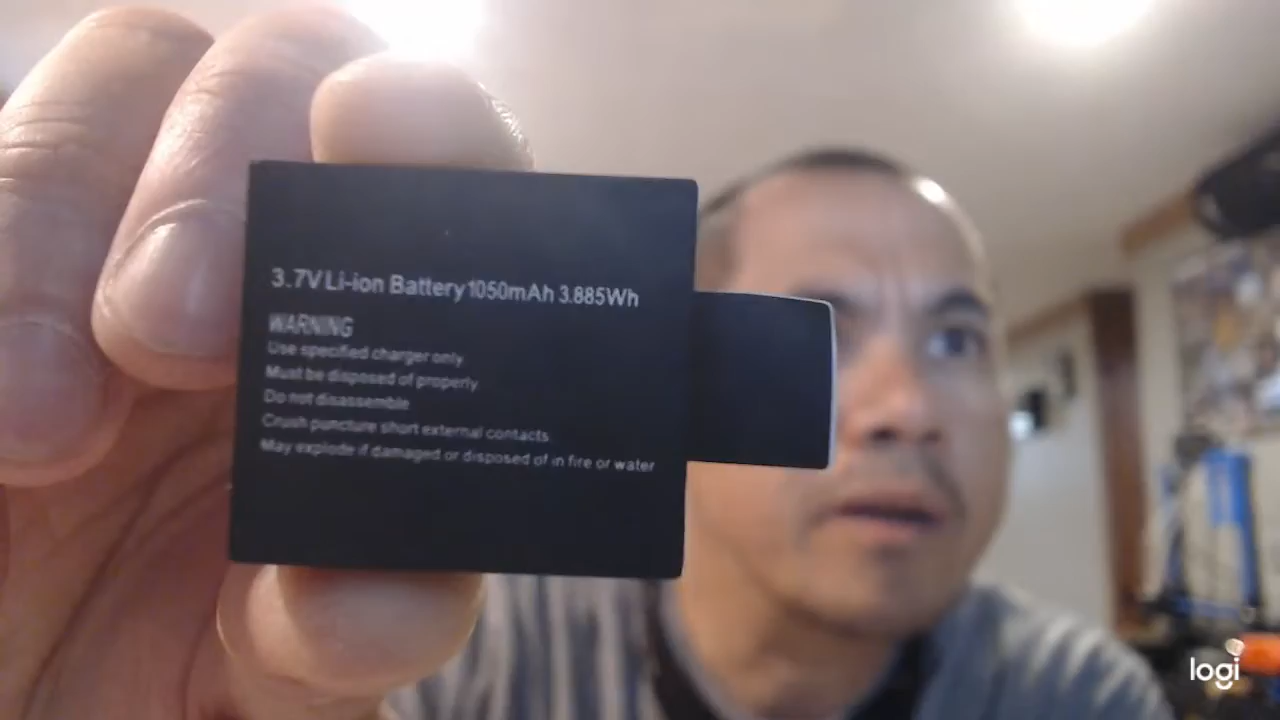 3.7V Li-ion Battery 1050mAh 3.885Wh
WARNING
Use specified charger only
Must be disposed of properly
Do not disassemble
Crush puncture short external contacts
May explode if damaged or disposed of in fire or water
logi